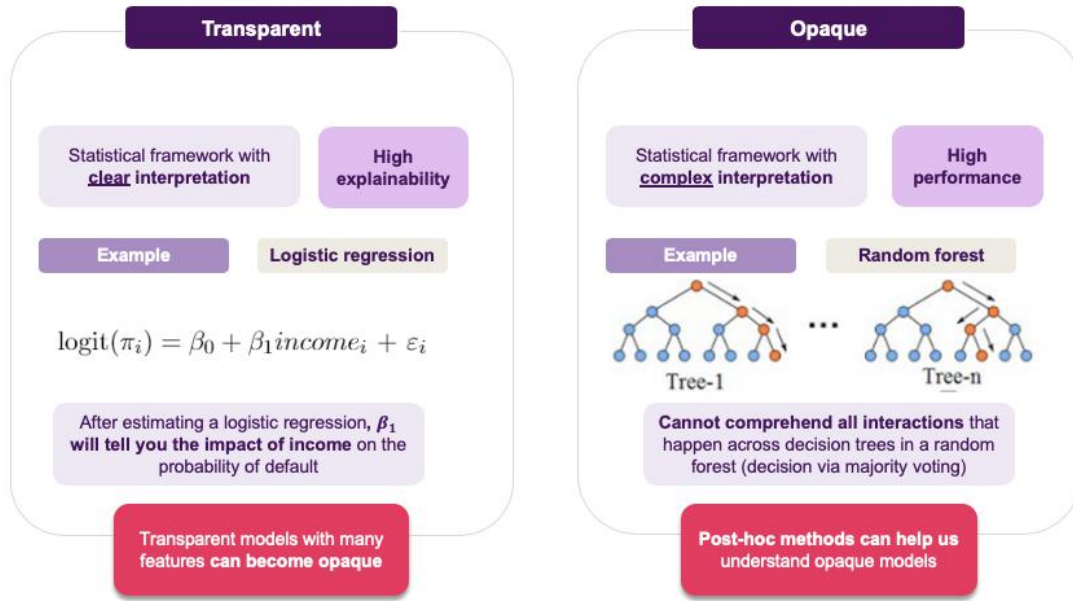 Transparent
Statistical framework with
clear interpretation
High
explainability
Example
Logistic regression
logit(πᵢ) = β₀ + β₁incomeᵢ + εᵢ
After estimating a logistic regression, β₁
will tell you the impact of income on the
probability of default
Transparent models with many
features can become opaque
Opaque
Statistical framework with
complex interpretation
High
performance
Example
Random forest
...
Tree-1
Tree-n
Cannot comprehend all interactions that
happen across decision trees in a random
forest (decision via majority voting)
Post-hoc methods can help us
understand opaque models